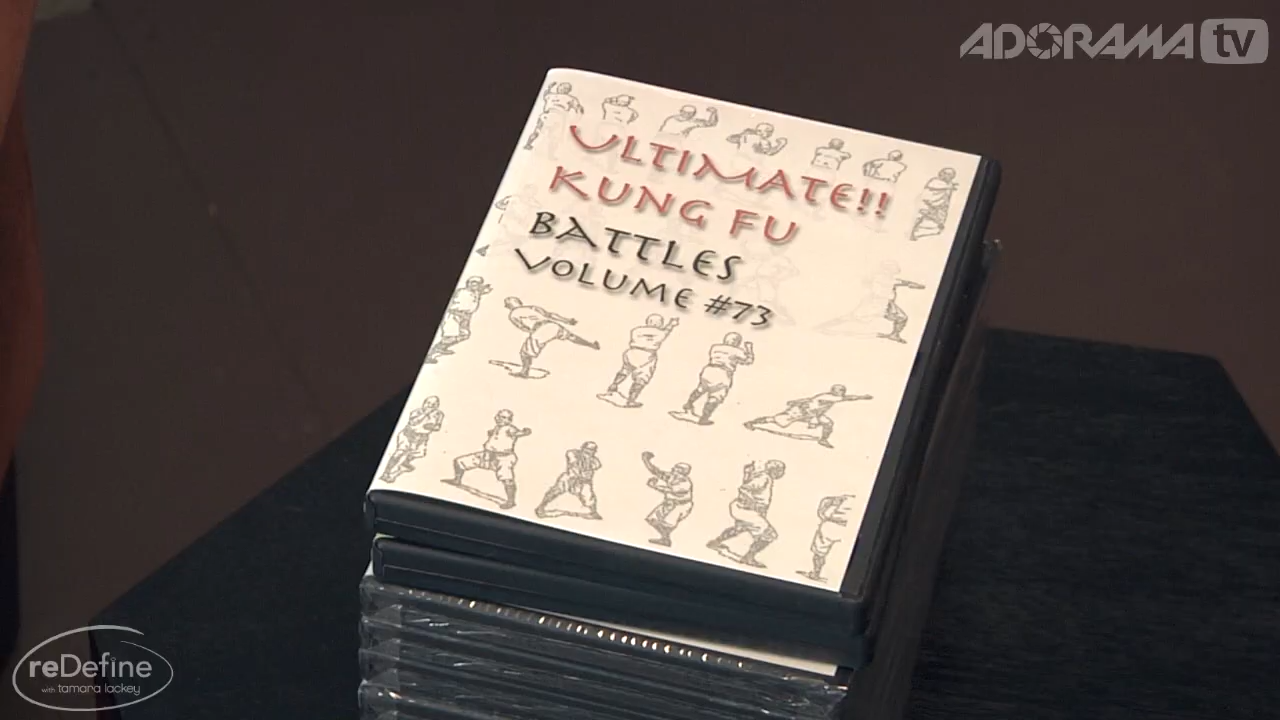 ADORAMA tv
ULTIMATE!!
KUNG FU
BATTLES
VOLUME #73
reDefine
with tamara lackey